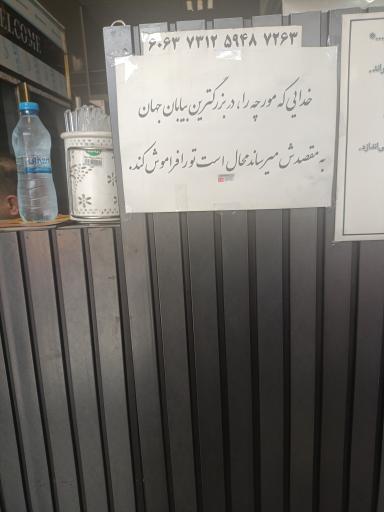 WELCOME
۶۰۶۳ ۷۳۱۲ ۵۹۴۸ ۷۲۶۳
خدایی که مورچه را، در بزرگترین بیابان جهان
به مقصدش میرساند محال است تو را فراموش کند.